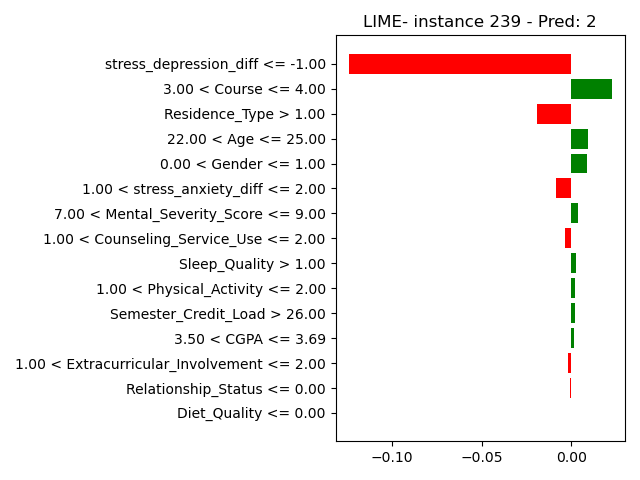 LIME- instance 239 - Pred: 2
stress_depression_diff <= -1.00
3.00 < Course <= 4.00
Residence_Type > 1.00
22.00 < Age <= 25.00
0.00 < Gender <= 1.00
1.00 < stress_anxiety_diff <= 2.00
7.00 < Mental_Severity_Score <= 9.00
1.00 < Counseling_Service_Use <= 2.00
Sleep_Quality > 1.00
1.00 < Physical_Activity <= 2.00
Semester_Credit_Load > 26.00
3.50 < CGPA <= 3.69
1.00 < Extracurricular_Involvement <= 2.00
Relationship_Status <= 0.00
Diet_Quality <= 0.00
−0.10 −0.05 0.00